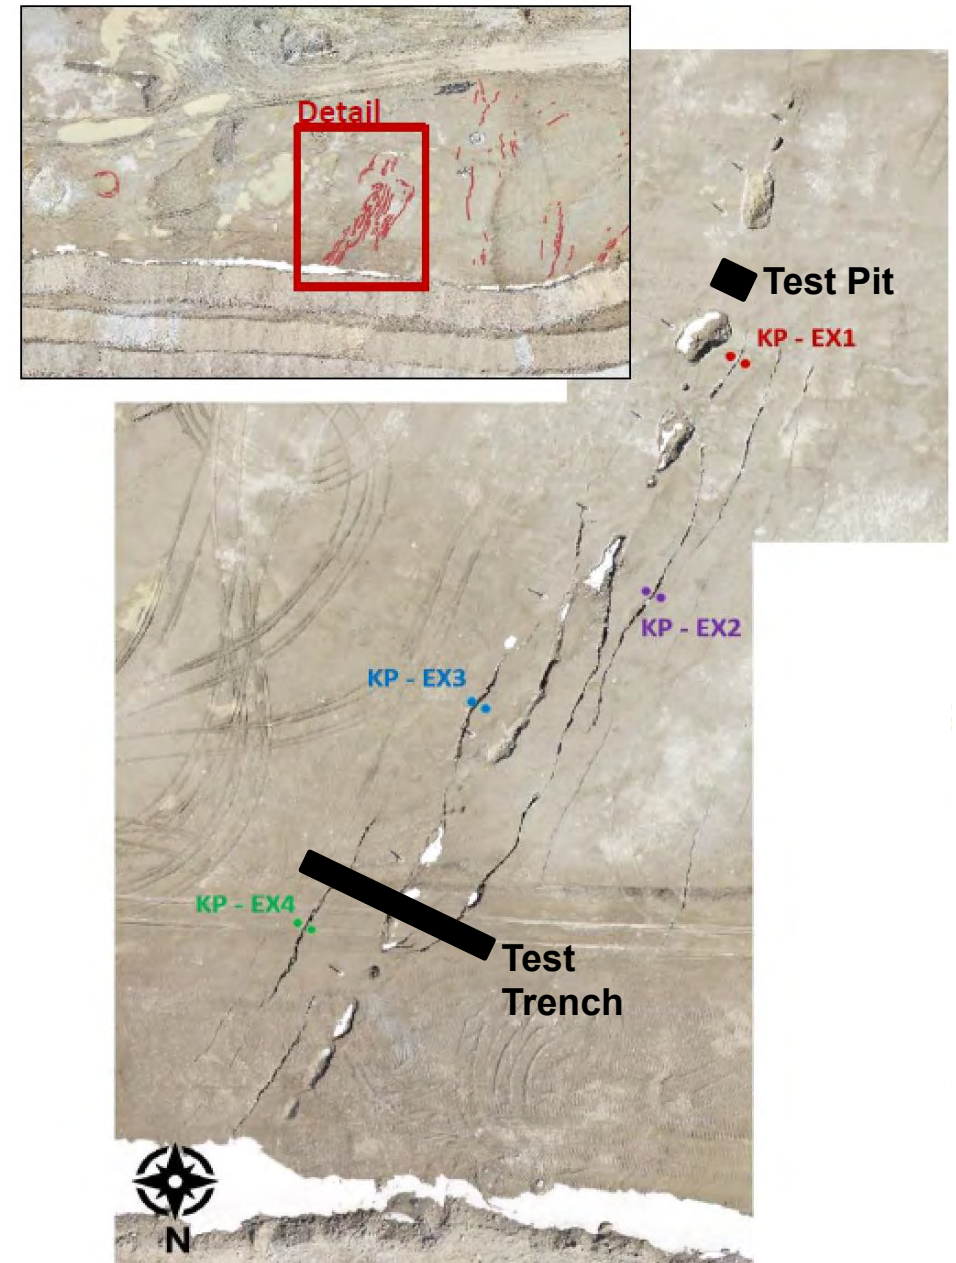 Detail
Test Pit
KP - EX1
KP - EX2
KP - EX3
KP - EX4
Test
Trench
N